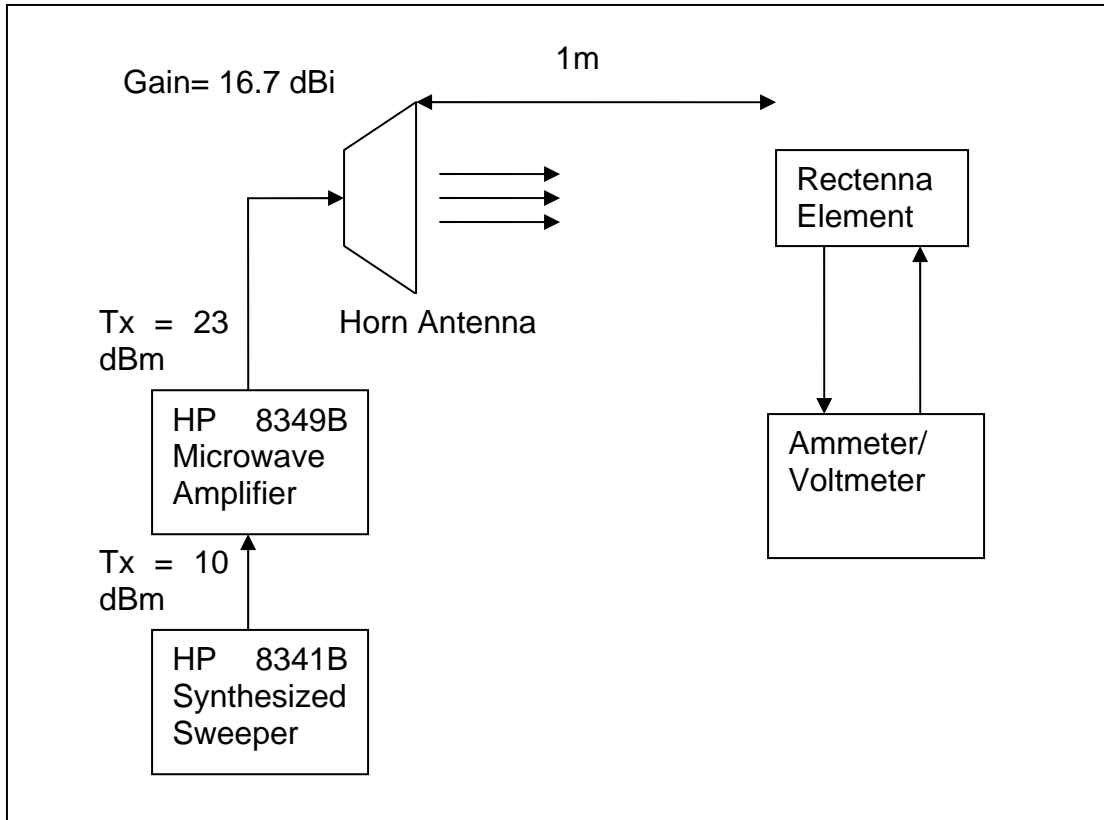 1m
Gain= 16.7 dBi
Rectenna
Element
Horn Antenna
Tx = 23
dBm
HP 8349B
Microwave
Amplifier
Ammeter/
Voltmeter
Tx = 10
dBm
HP 8341B
Synthesized
Sweeper